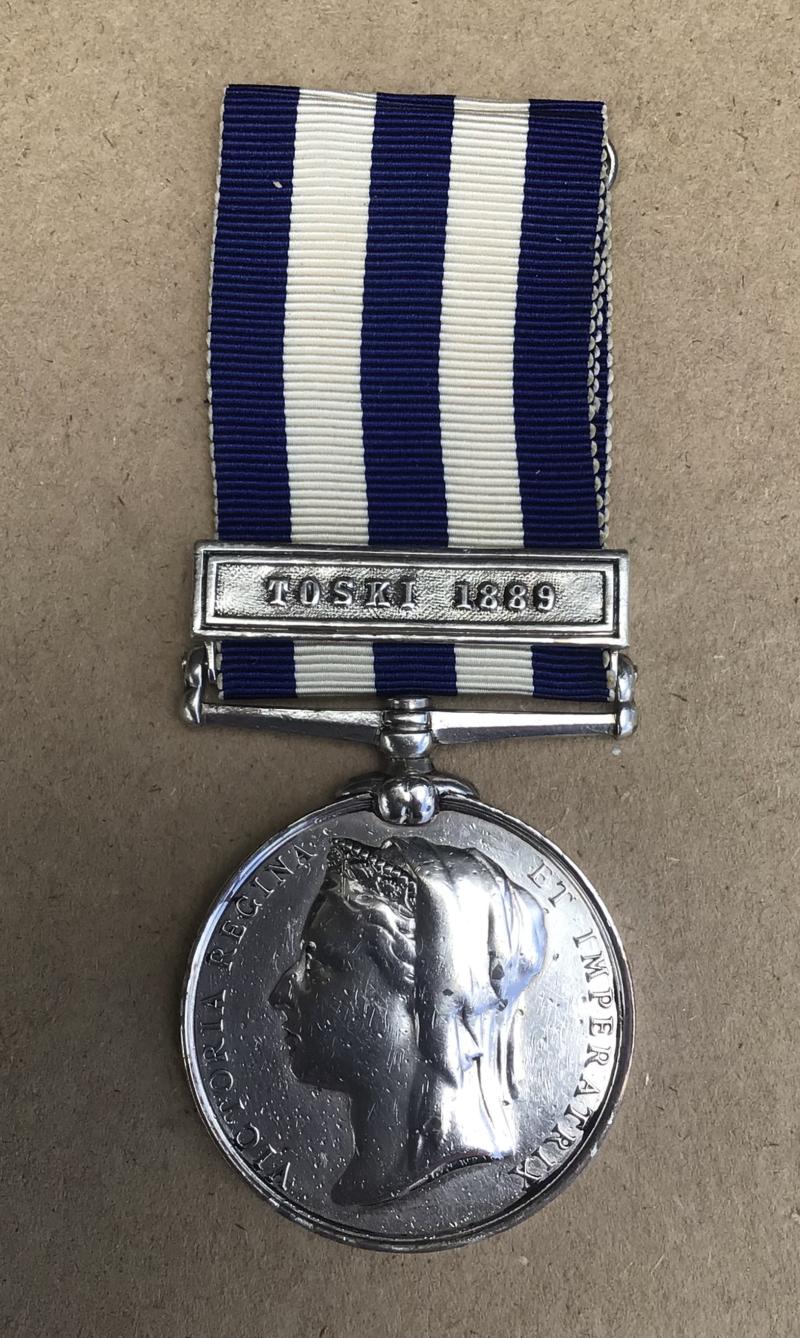 TOSKI 1889
VICTORIA REGINA
ET IMPERATRIX